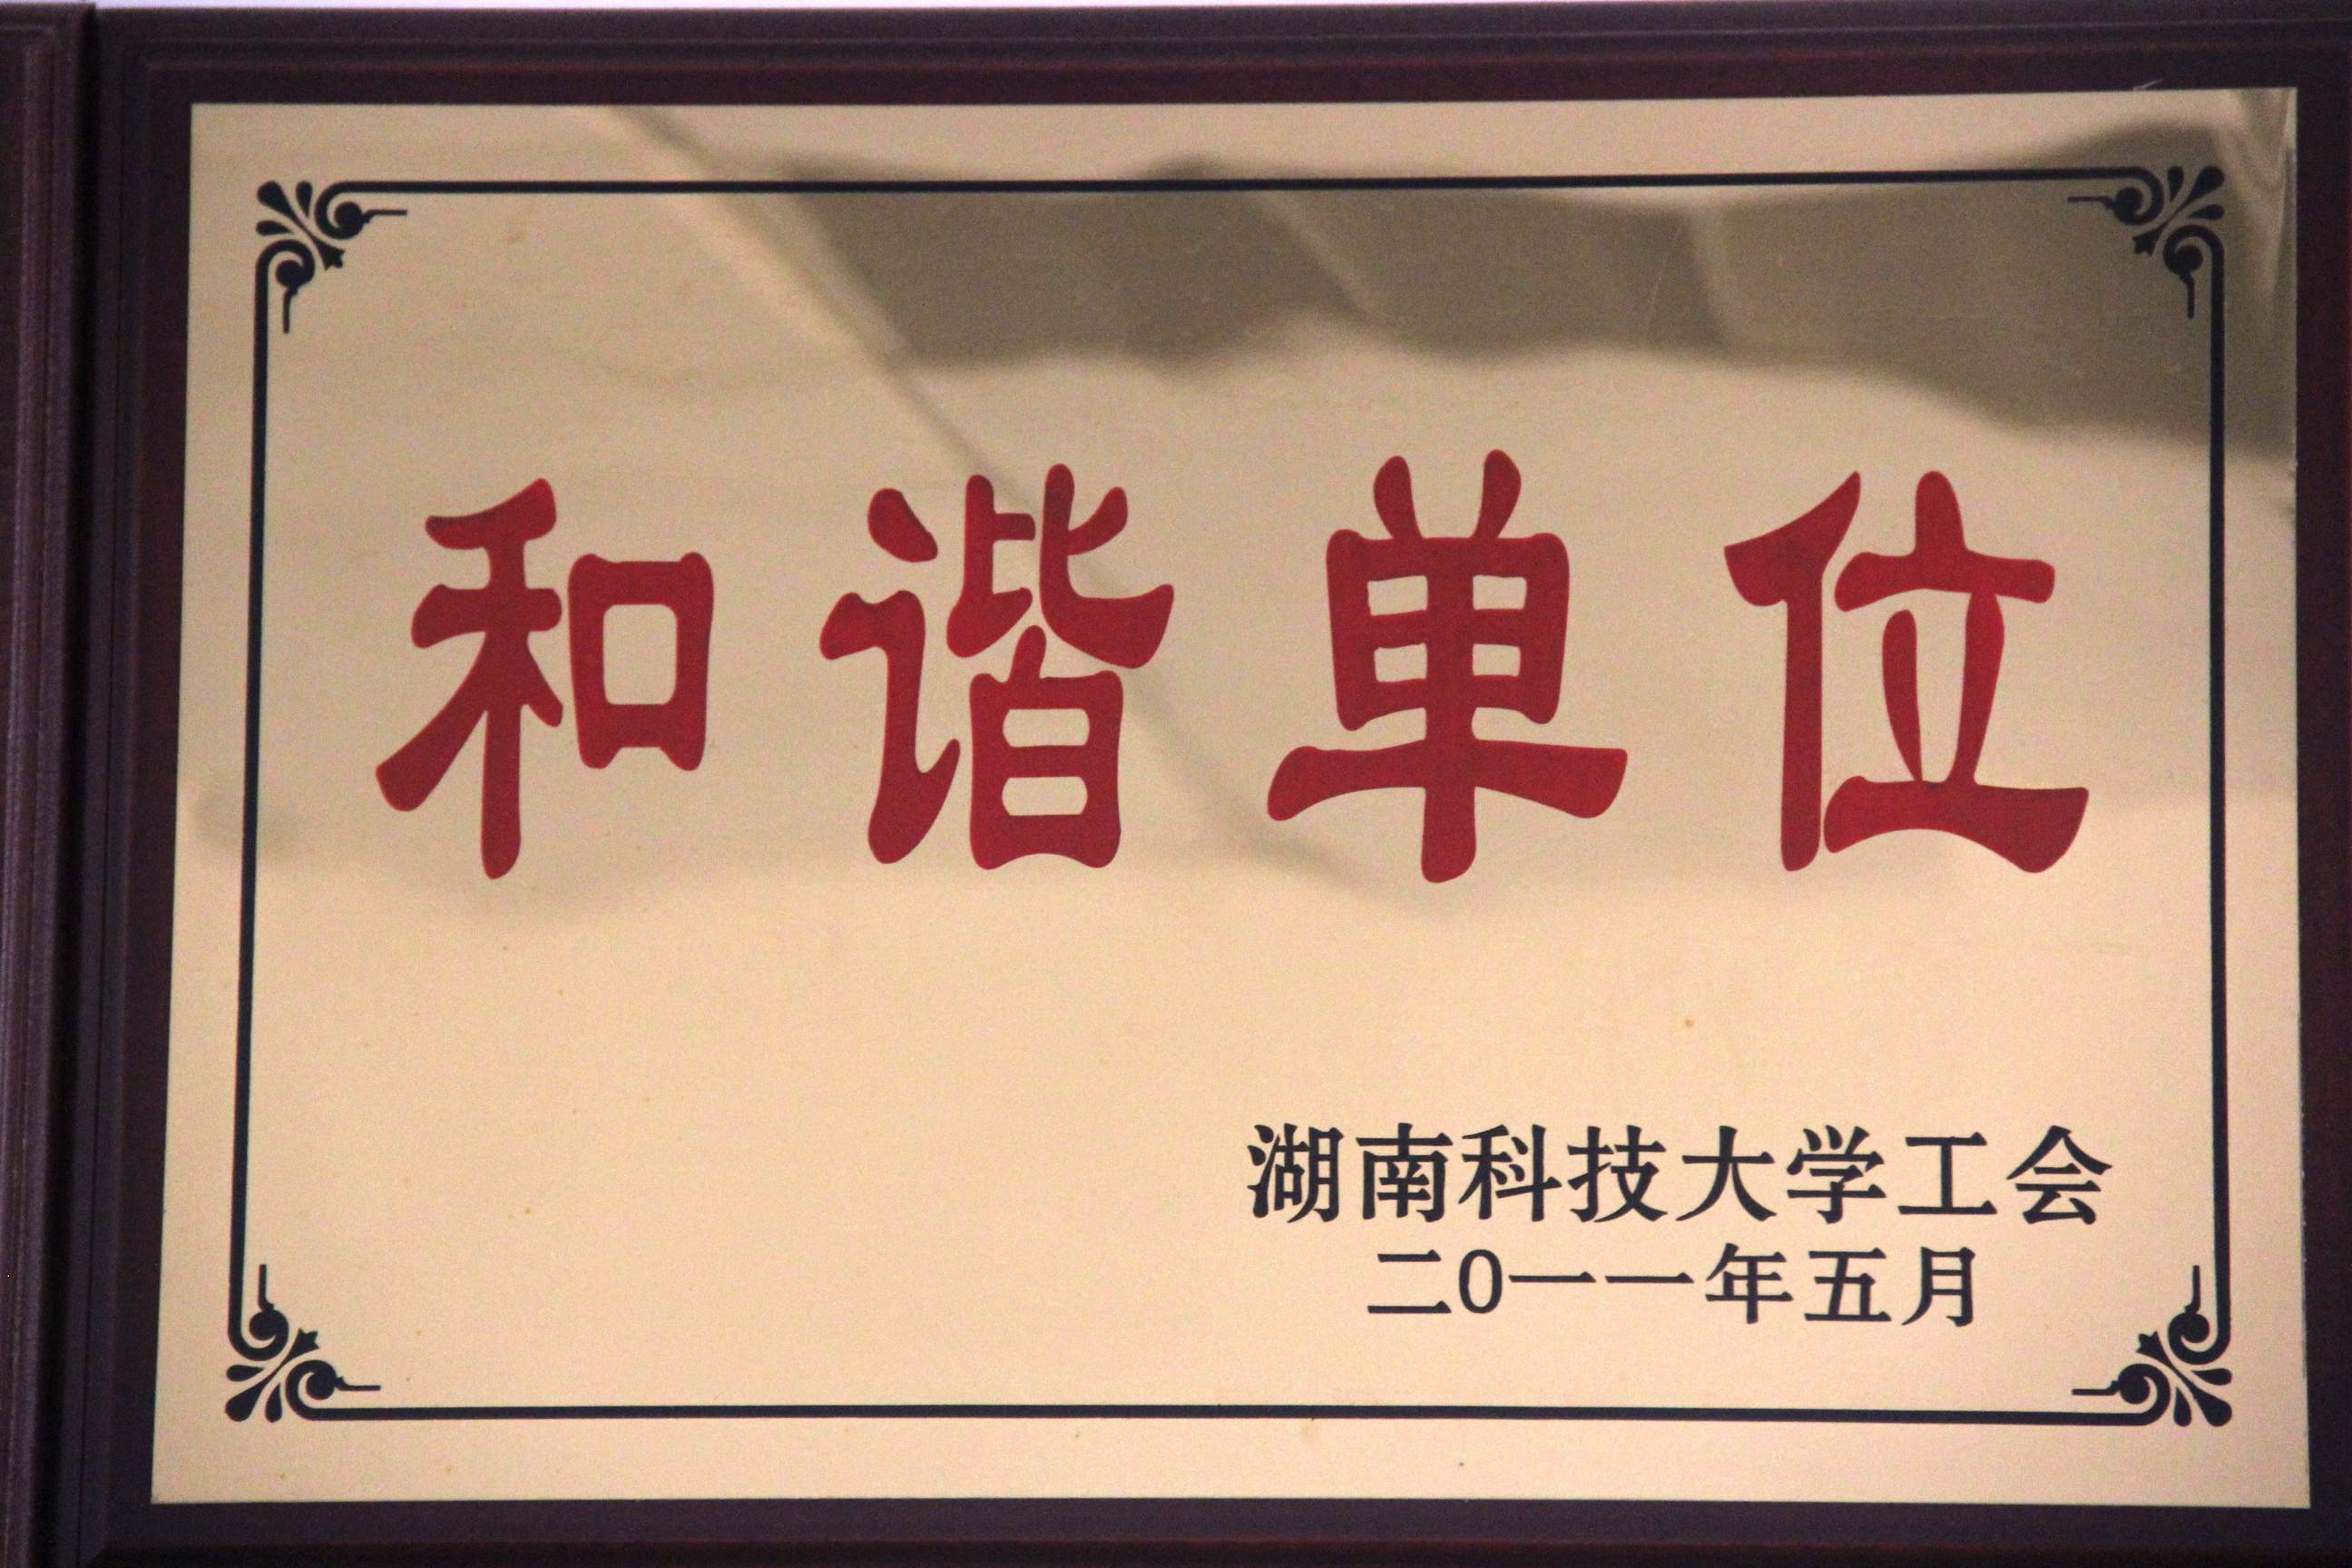 和谐单位
湖南科技大学工会
二0一一年五月